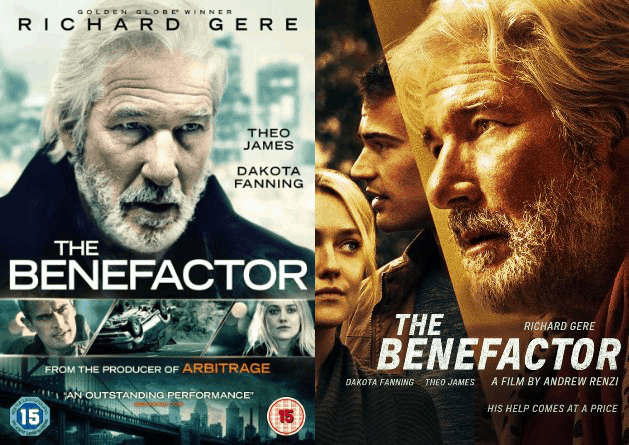 GOLDEN GLOBE WINNER
RICHARD GERE
THEO
JAMES
DAKOTA
FANNING
THE
BENEFACTOR
FROM THE PRODUCER OF ARBITRAGE
"AN OUTSTANDING PERFORMANCE"
15
15
THE
BENEFACTOR
RICHARD GERE
DAKOTA FANNING THEO JAMES A FILM BY ANDREW RENZI
HIS HELP COMES AT A PRICE